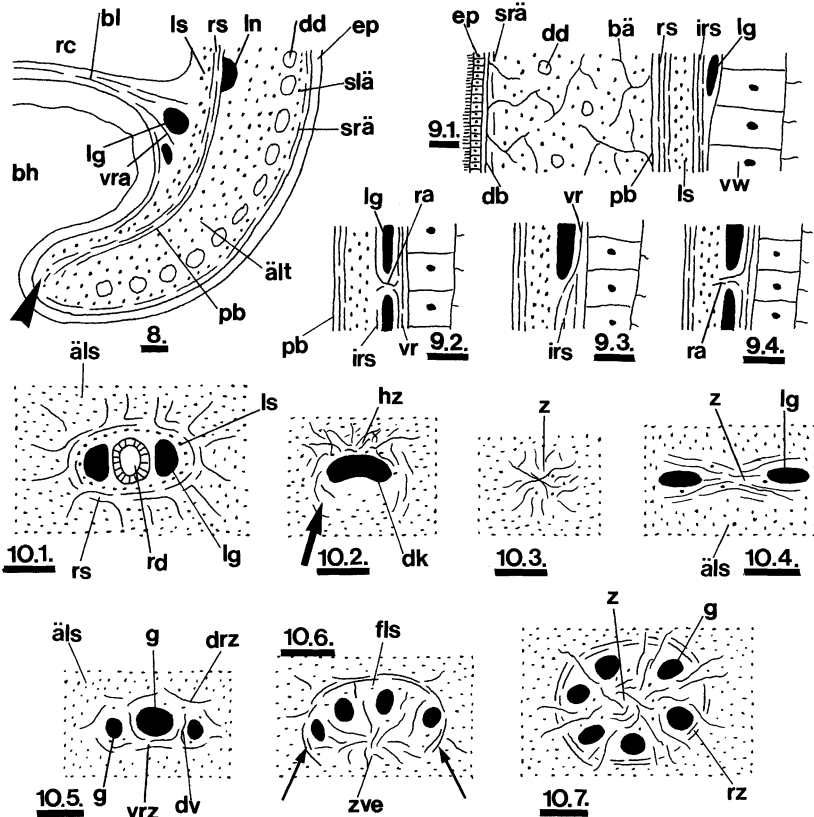 bl ls rs ln dd ep
rc
slä
srä
lg
vra
bh
ält
pb
8.
ep srä dd bä rs irs lg
9.1.
db pb ls vw
lg ra vr
pb irs vr 9.2. irs 9.3. ra 9.4.
äls ls hz z z lg
10.1. rs rd lg 10.2. dk 10.3. äls 10.4.
äls g drz 10.6. fls z g
10.5. g vrz dv zve 10.7. rz